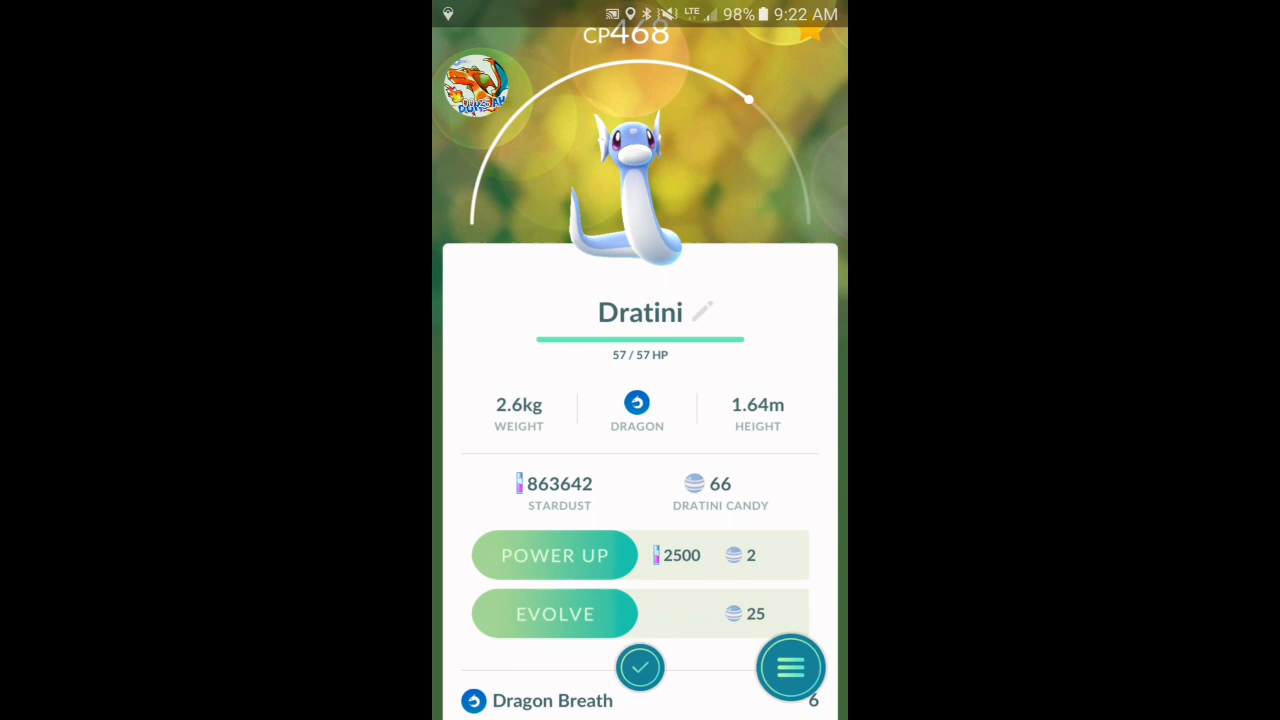 LTE 98% 9:22 AM
CP468
Dratini
57 / 57 HP
2.6kg
WEIGHT
DRAGON
1.64m
HEIGHT
863642
STARDUST
66
DRATINI CANDY
POWER UP 2500 2
EVOLVE 25
Dragon Breath 6